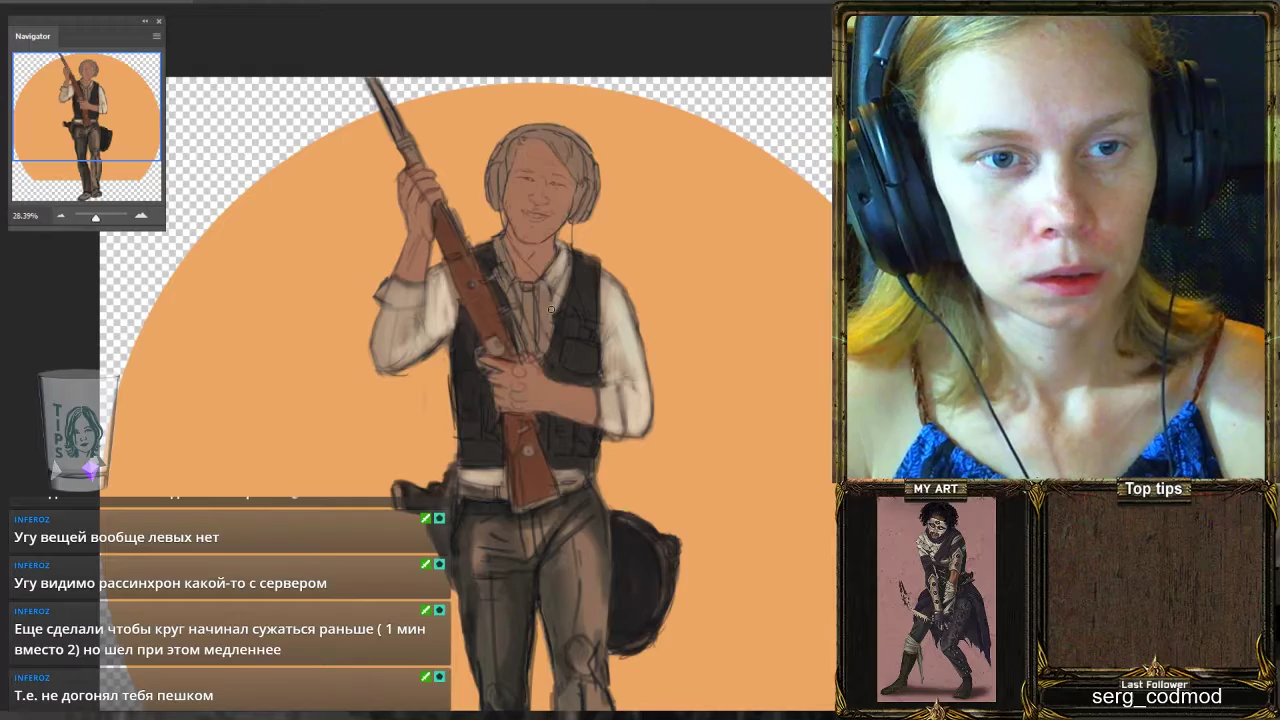 Navigator
28.39%
TIPS
INFEROZ
Угу вещей вообще левых нет
INFEROZ
Угу видимо рассинхрон какой-то с сервером
INFEROZ
Еще сделали чтобы круг начинал сужаться раньше ( 1 мин
вместо 2) но шел при этом медленнее
INFEROZ
Т.е. не догонял тебя пешком
MY ART
Top tips
Last Follower
serg_codmod